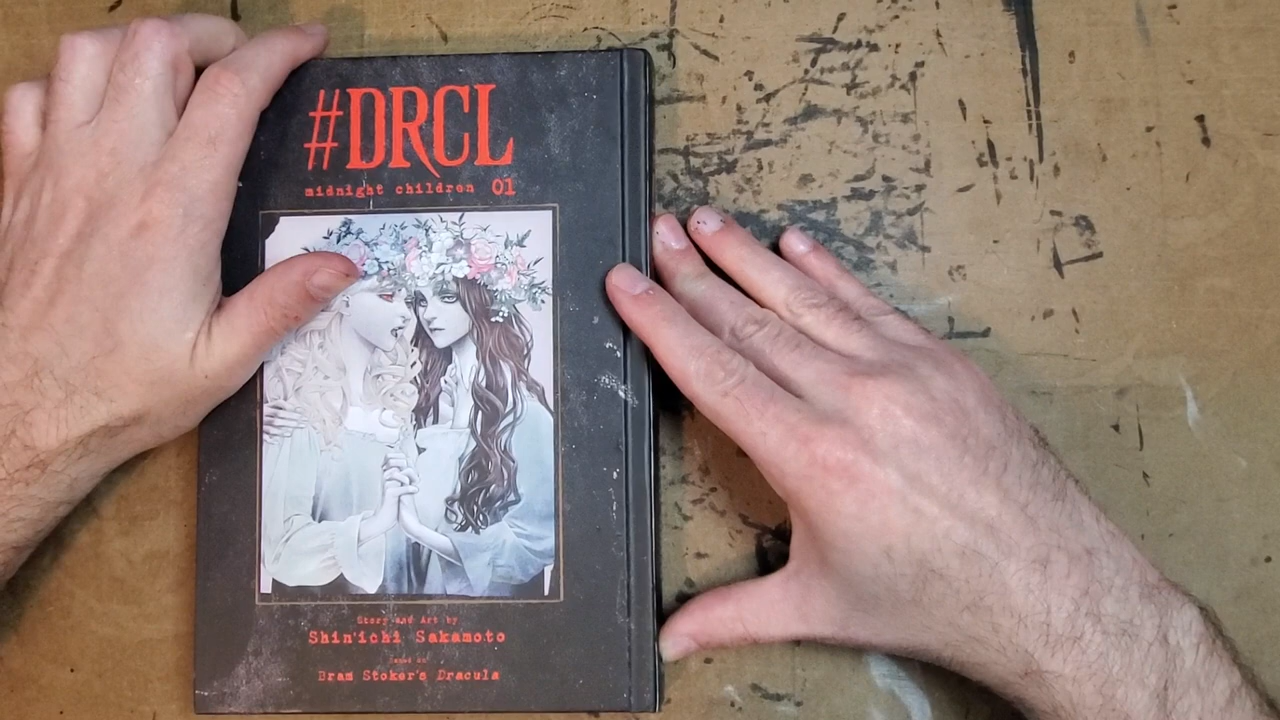 #DRCL
midnight children 01
Story and Art by
Shin'ichi Sakamoto
based on
Bram Stoker's Dracula